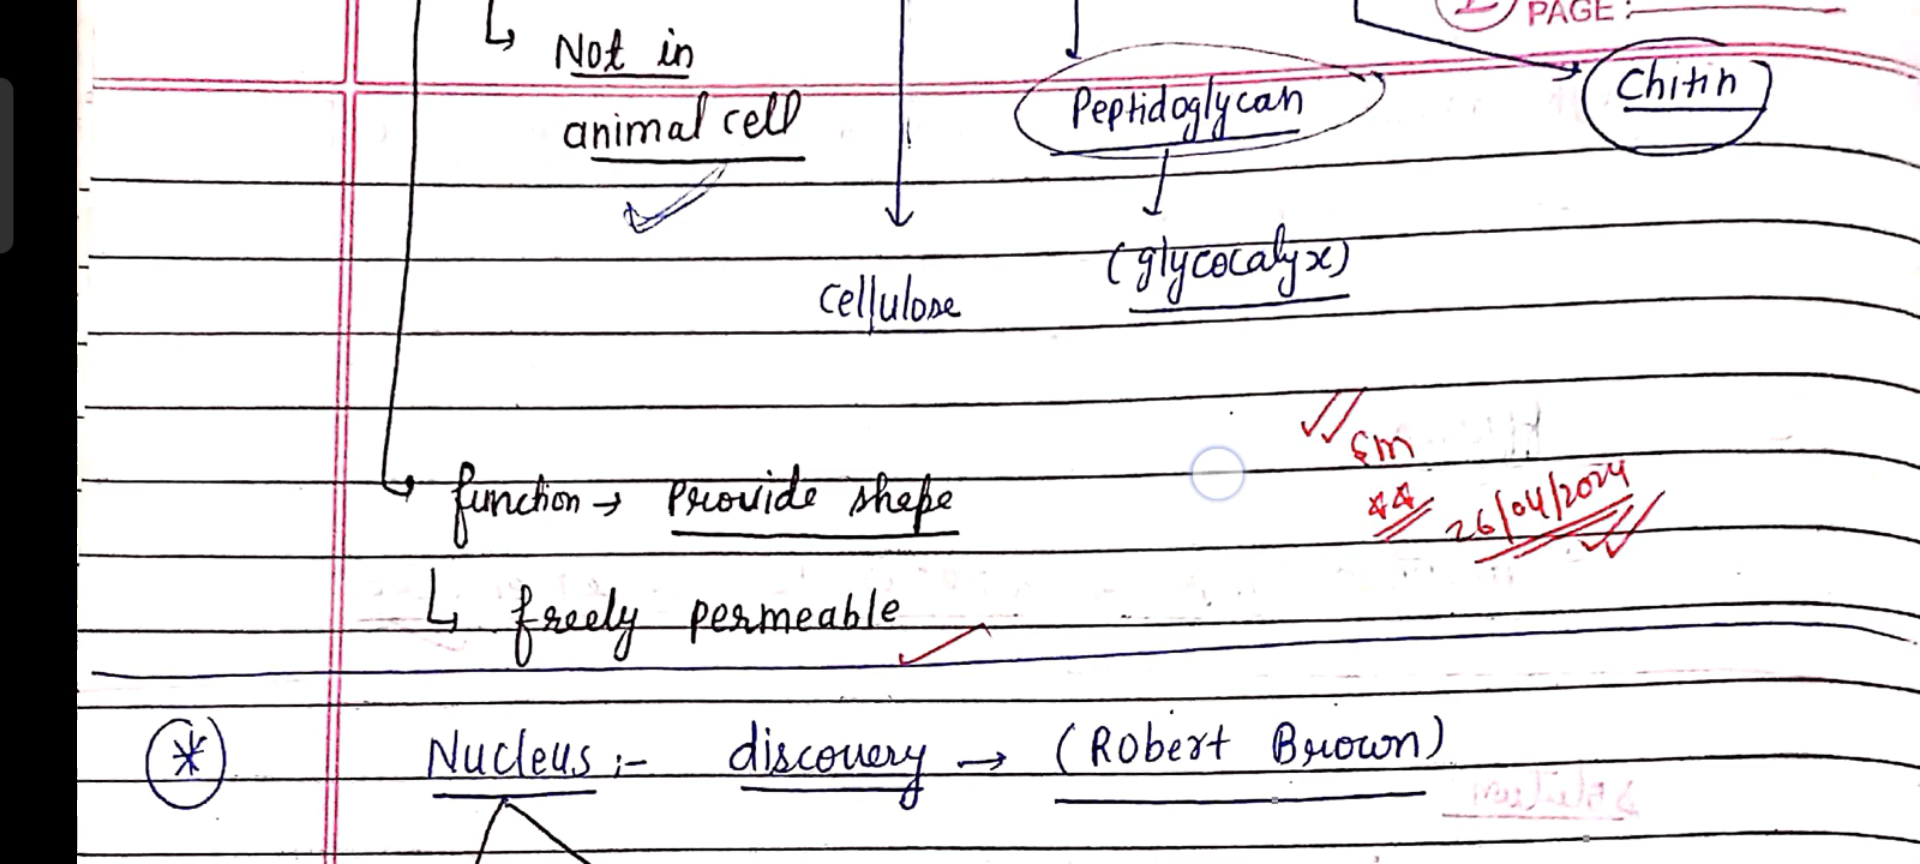 PAGE :
Not in
animal cell
Peptidoglycan
Chitin
(glycocalyx)
cellulose
function → Provide shape
26/04/2024
freely permeable
Nucleus :- discovery → (Robert Brown)